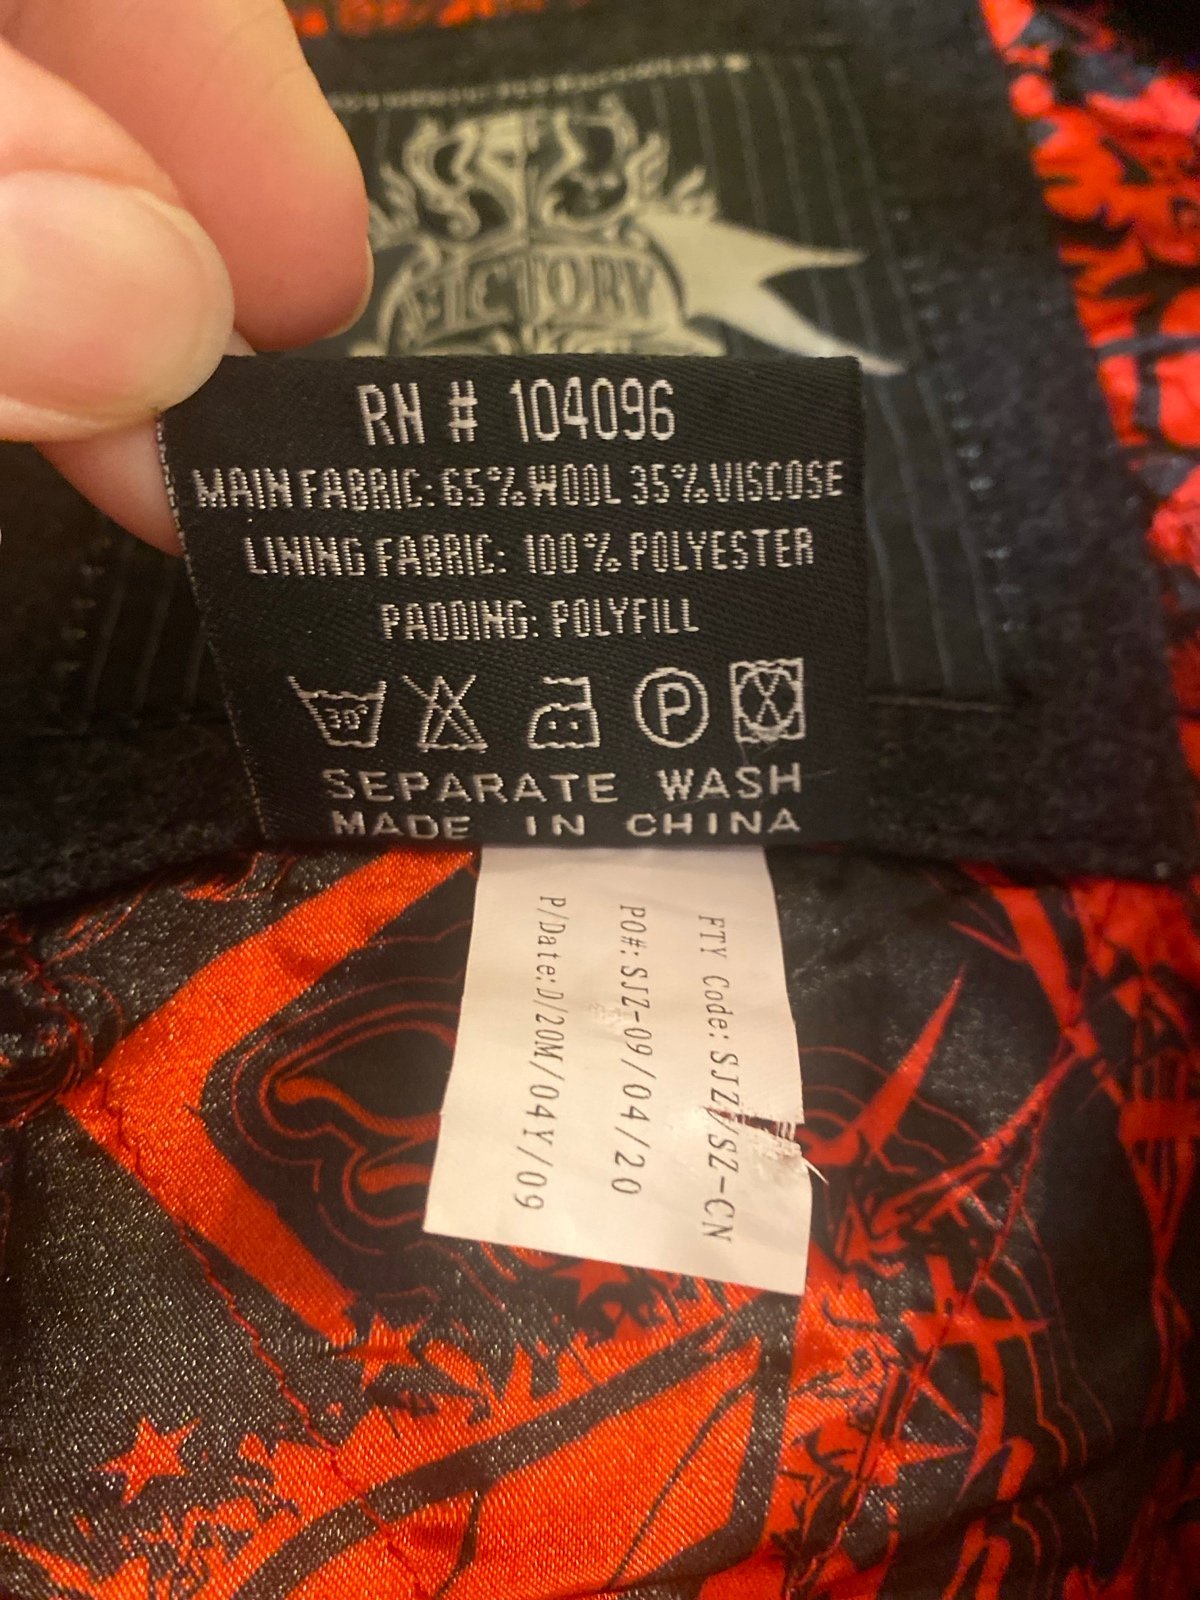 VICTORY
RN # 104096
MAIN FABRIC: 65% WOOL 35% VISCOSE
LINING FABRIC: 100% POLYESTER
PADDING: POLYFILL
30° P
SEPARATE WASH
MADE IN CHINA
FTY Code: SJZ/SZ-CN
PO#: SJZ-09/04/20
P/Date:D/20M/04Y/09